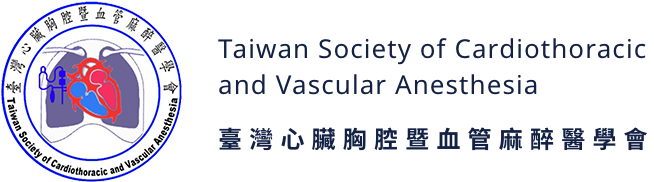 臺灣心臟胸腔暨血管麻醉醫學會
Taiwan Society of Cardiothoracic and Vascular Anesthesia
Taiwan Society of Cardiothoracic
and Vascular Anesthesia
臺灣心臟胸腔暨血管麻醉醫學會